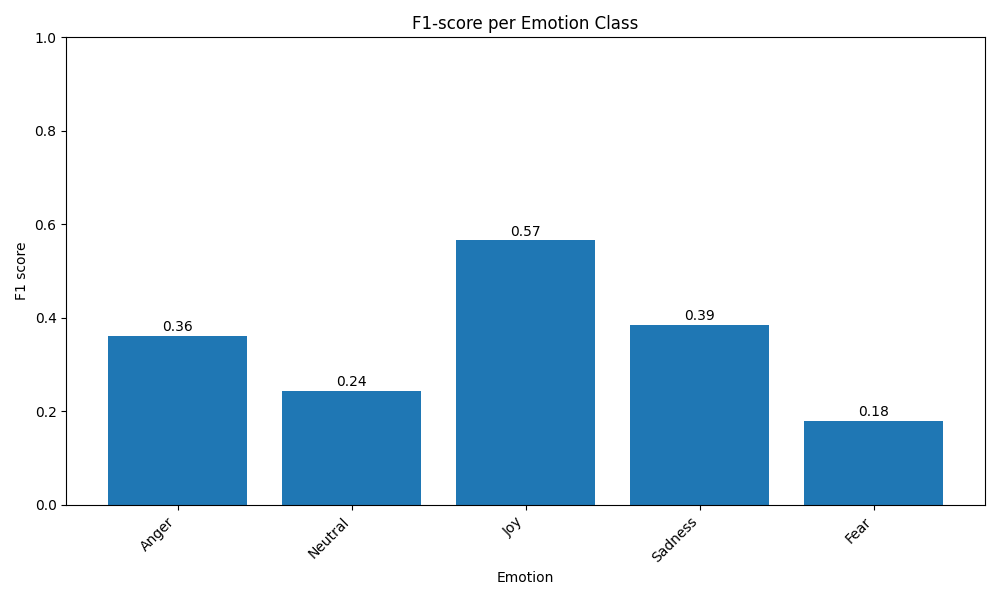 F1-score per Emotion Class
1.0
0.8
0.6
0.4
0.2
0.0
F1 score
0.36
0.24
0.57
0.39
0.18
Anger
Neutral
Joy
Sadness
Fear
Emotion